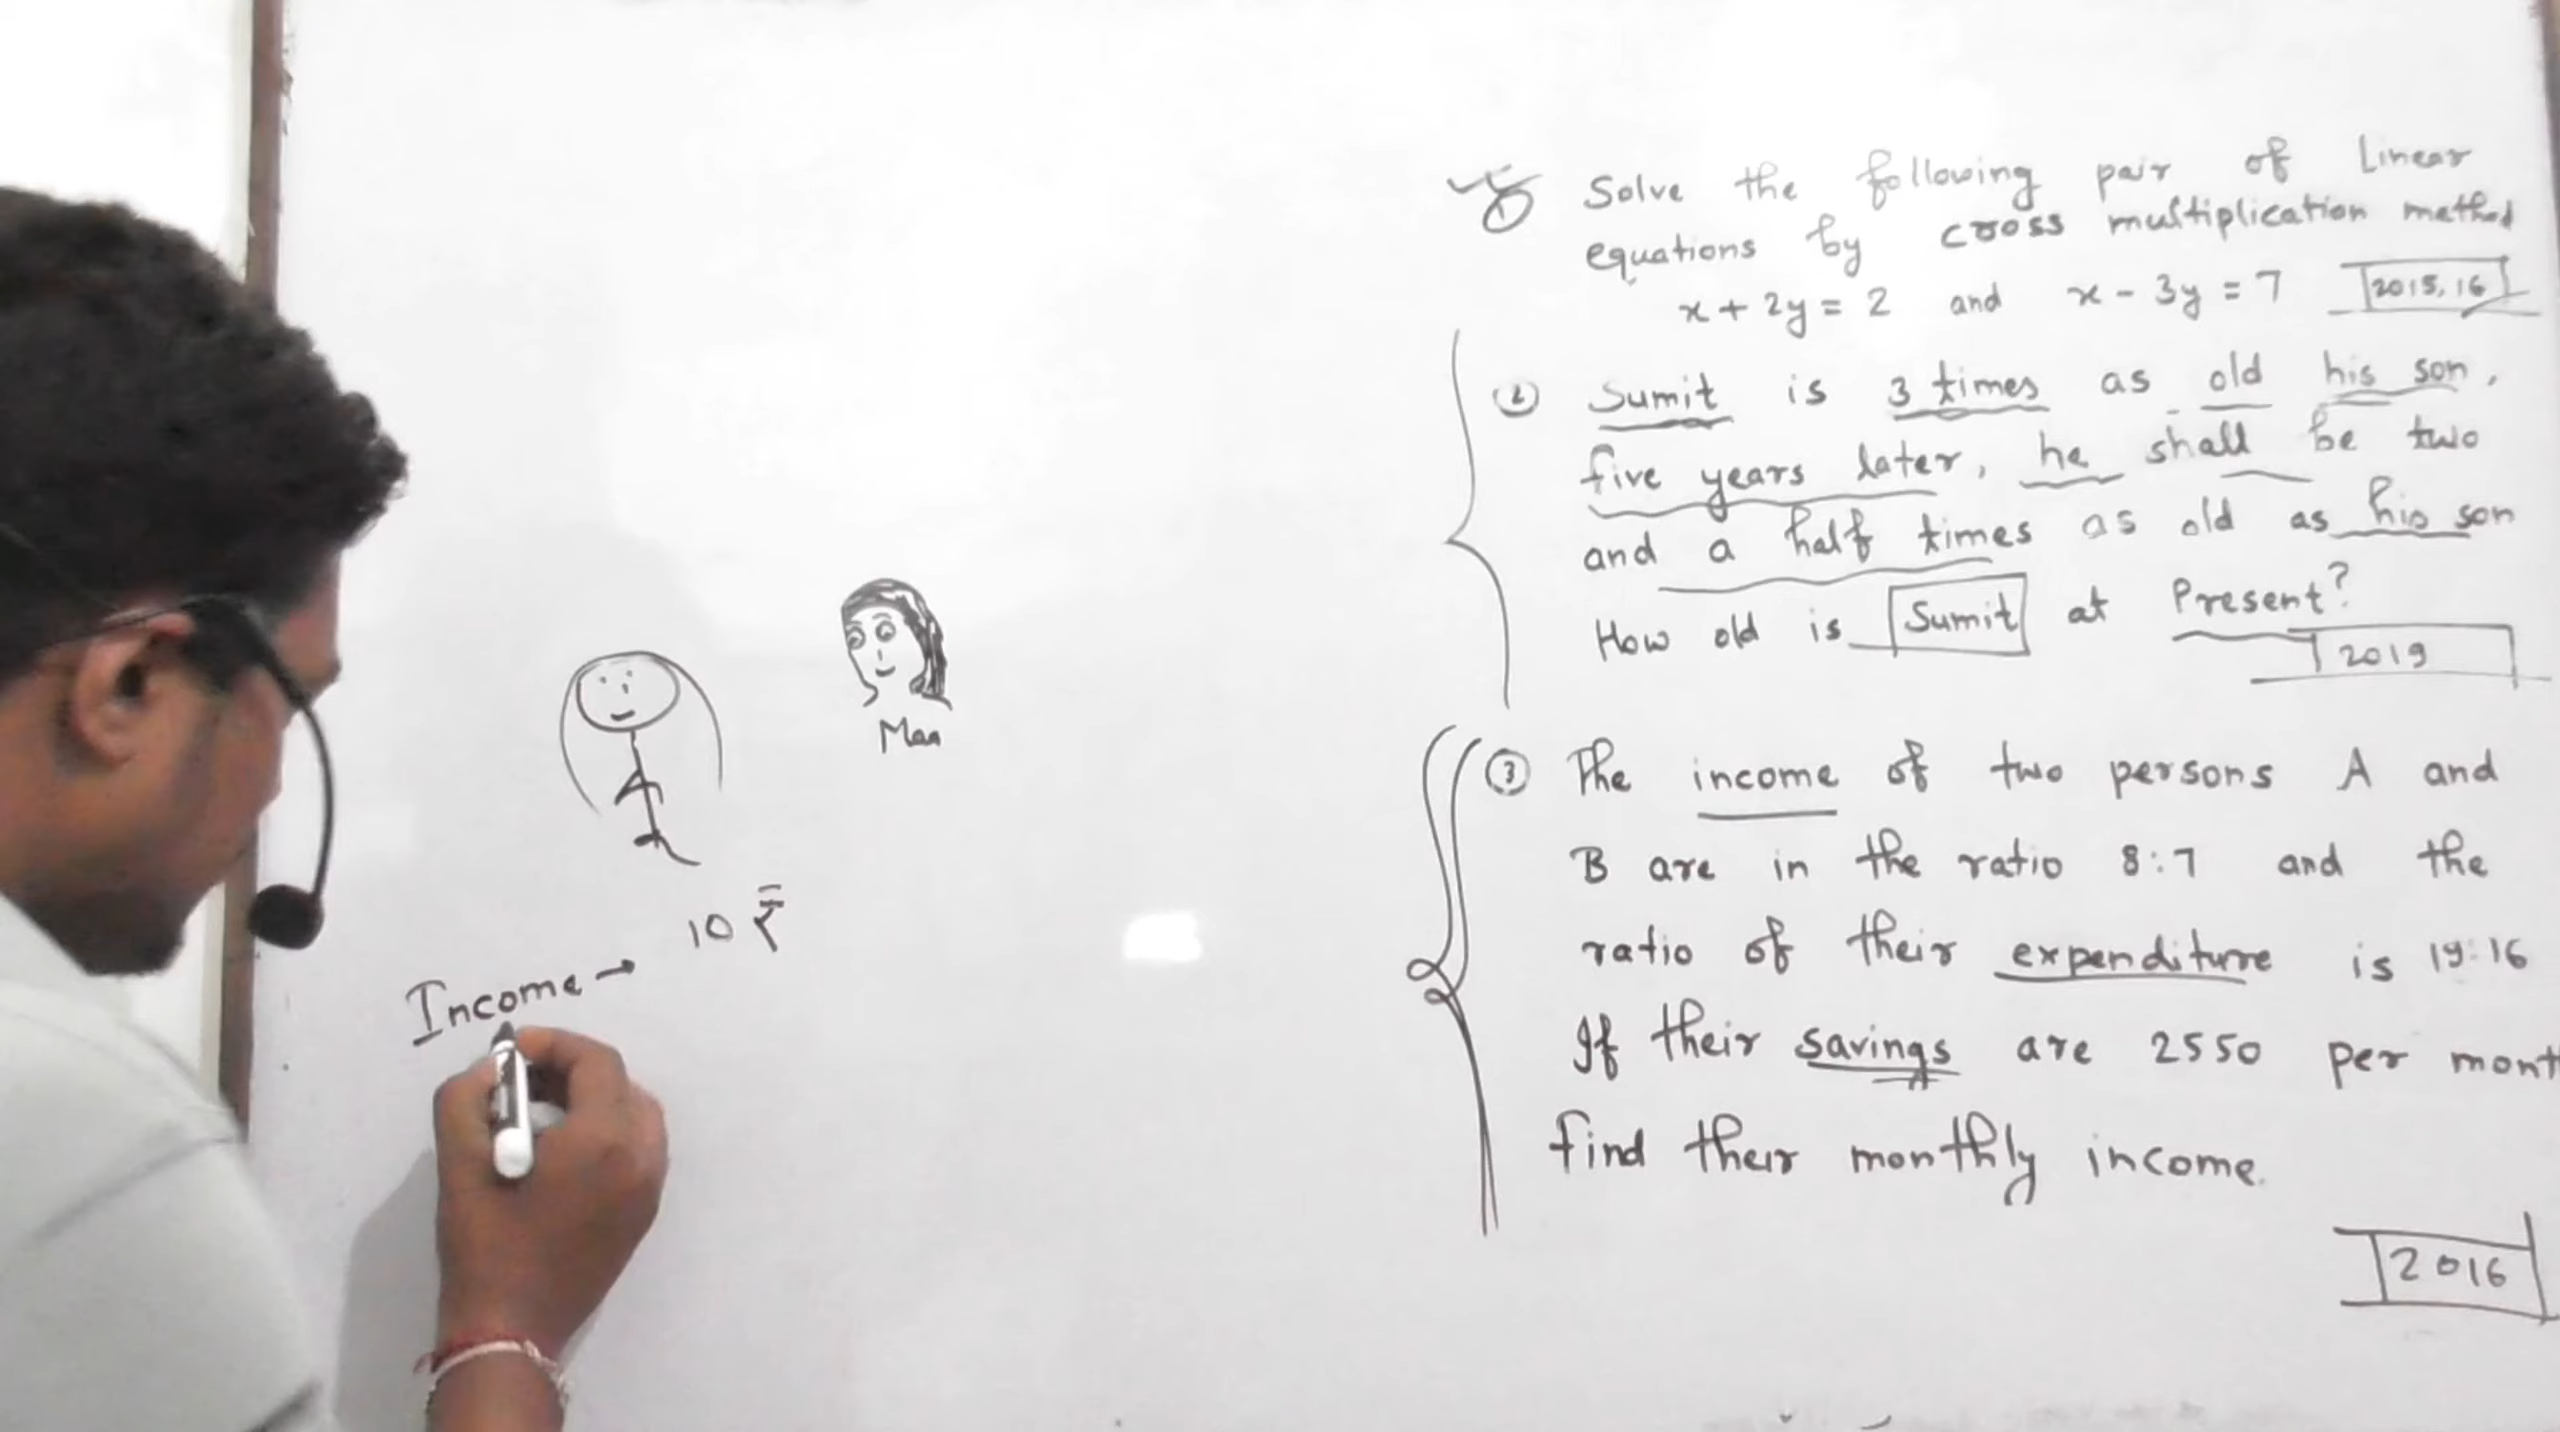 Man
10 ₹
Income →
① Solve the following pair of Linear
equations by cross multiplication method
x + 2y = 2 and x - 3y = 7 2015, 16
② Sumit is 3 times as old his son,
five years later, he shall be two
and a half times as old as his son
How old is Sumit at Present?
2019
③ The income of two persons A and
B are in the ratio 8:7 and the
ratio of their expenditure is 19:16
If their savings are 2550 per mont
find their monthly income.
2016